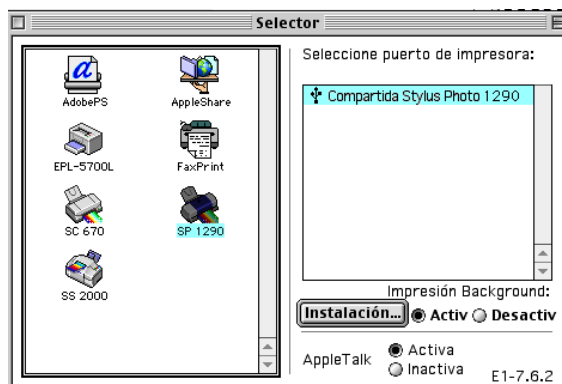 Selector
AdobePS
AppleShare
EPL-5700L
FaxPrint
SC 670
SP 1290
SS 2000
Seleccione puerto de impresora:
Compartida Stylus Photo 1290
Impresión Background:
Instalación... Activ Desactiv
AppleTalk
Activa
Inactiva
E1-7.6.2